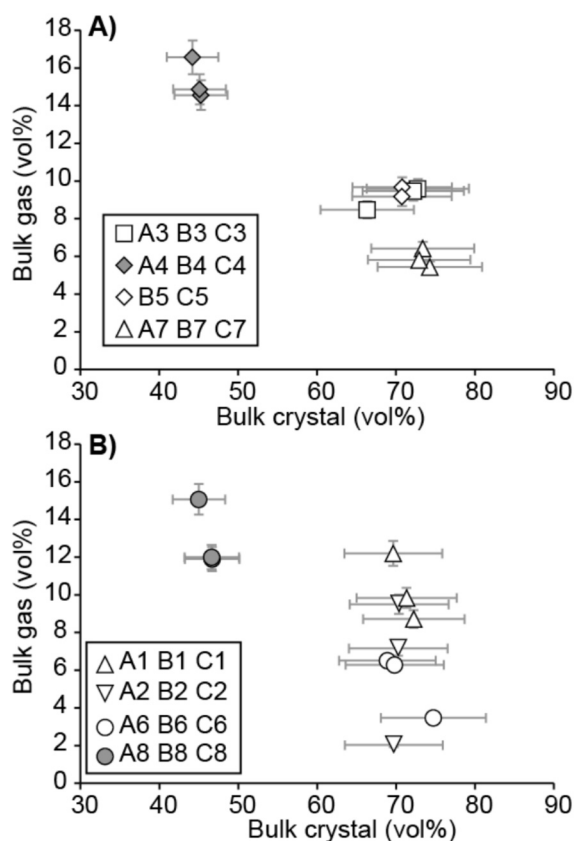 A)
18
16
14
12
10
8
6
4
2
0
Bulk gas (vol%)
A3 B3 C3
A4 B4 C4
B5 C5
A7 B7 C7
30 40 50 60 70 80 90
Bulk crystal (vol%)
B)
18
16
14
12
10
8
6
4
2
0
Bulk gas (vol%)
A1 B1 C1
A2 B2 C2
A6 B6 C6
A8 B8 C8
30 40 50 60 70 80 90
Bulk crystal (vol%)